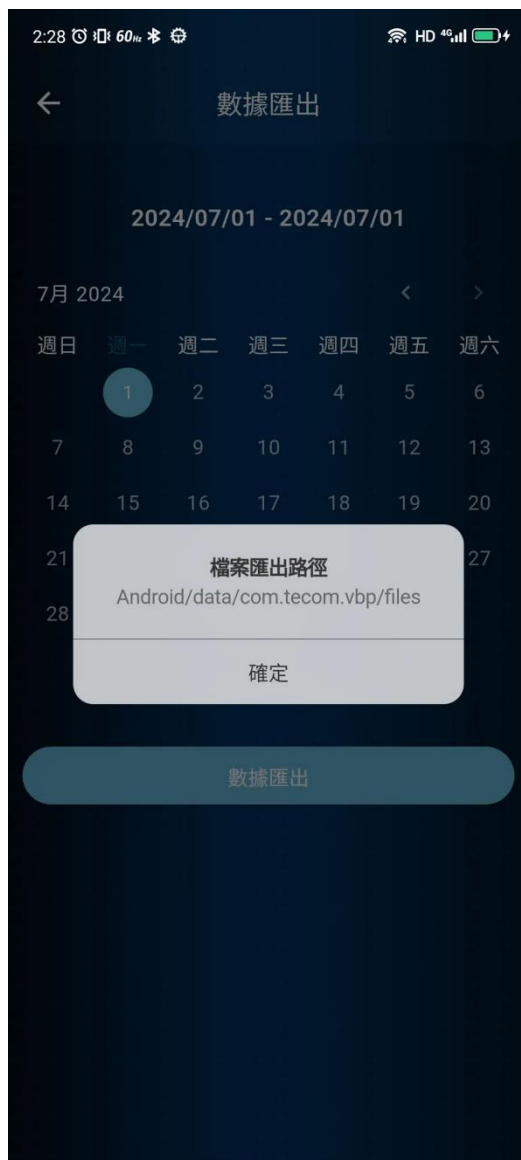 2:28 60Hz HD 4G
數據匯出
2024/07/01 - 2024/07/01
7月 2024
週日 週一 週二 週三 週四 週五 週六
1 2 3 4 5 6
7 8 9 10 11 12 13
14 15 16 17 18 19 20
21 27
檔案匯出路徑
Android/data/com.tecom.vbp/files
28
確定
數據匯出